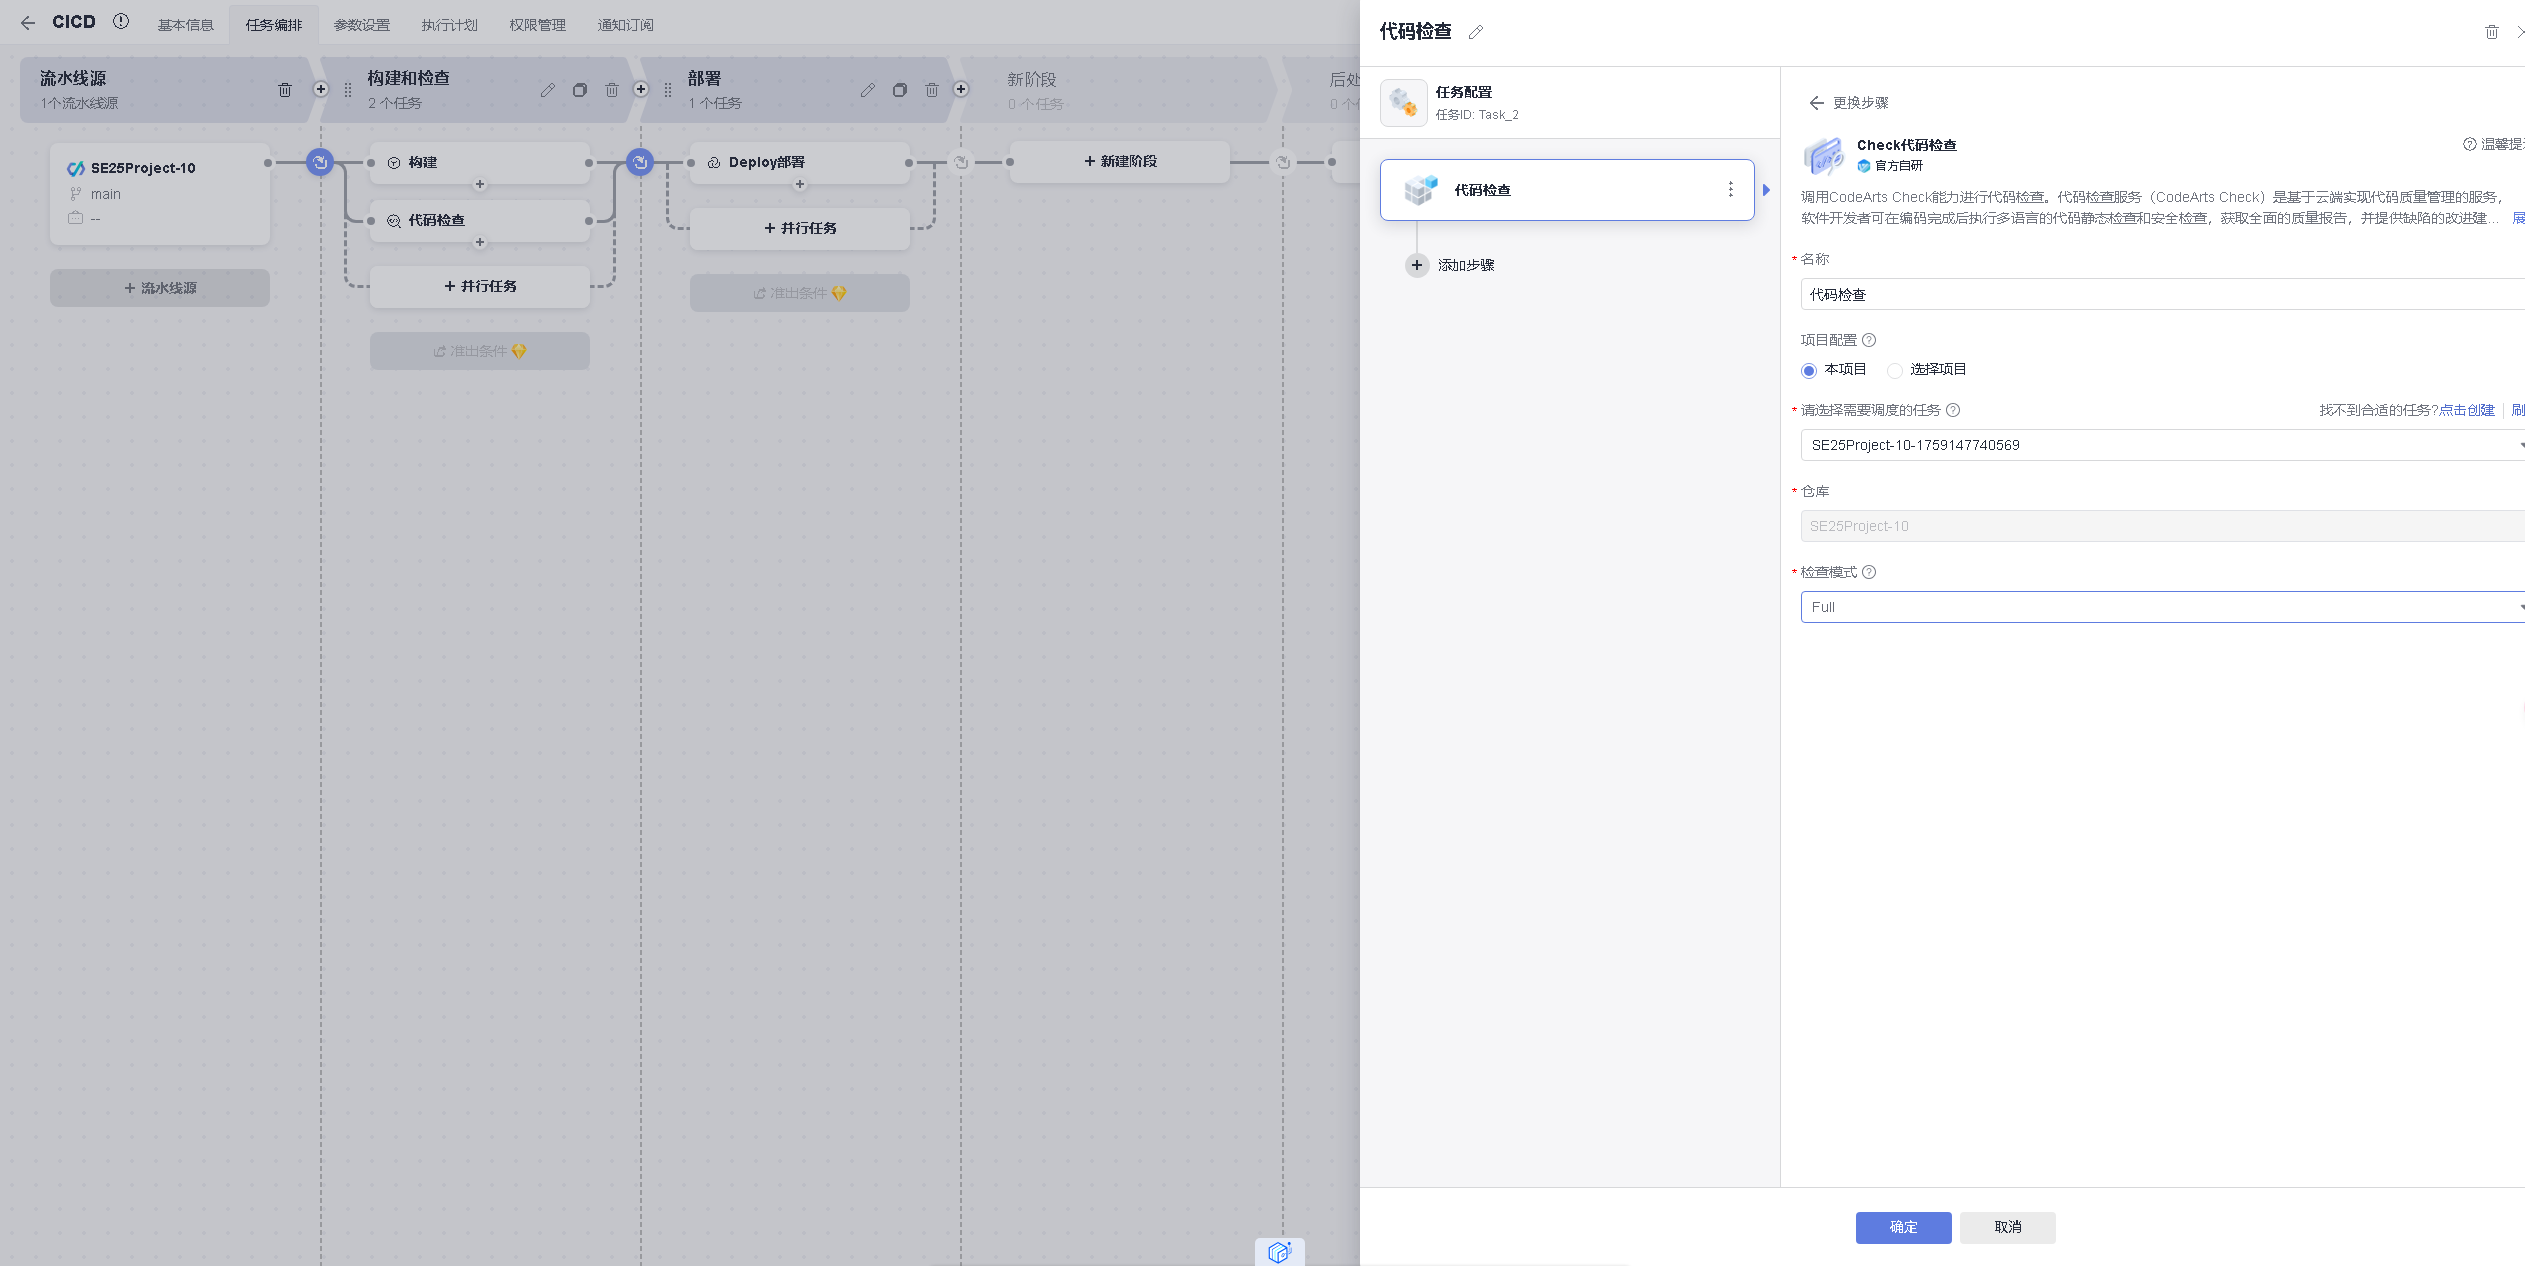 CICD
基本信息
任务编排
参数设置
执行计划
权限管理
通知订阅
流水线源
1个流水线源
构建和检查
2 个任务
部署
1 个任务
新阶段
0 个任务
SE25Project-10
main
--
+ 流水线源
构建
代码检查
+ 并行任务
准出条件
Deploy部署
+ 并行任务
准出条件
+ 新建阶段
代码检查
任务配置
任务ID: Task_2
代码检查
添加步骤
更换步骤
Check代码检查
官方自研
调用CodeArts Check能力进行代码检查。代码检查服务（CodeArts Check）是基于云端实现代码质量管理的服务，
软件开发者可在编码完成后执行多语言的代码静态检查和安全检查，获取全面的质量报告，并提供缺陷的改进建...
* 名称
代码检查
项目配置
本项目
选择项目
* 请选择需要调度的任务
找不到合适的任务?点击创建
SE25Project-10-1759147740569
* 仓库
SE25Project-10
* 检查模式
Full
确定
取消